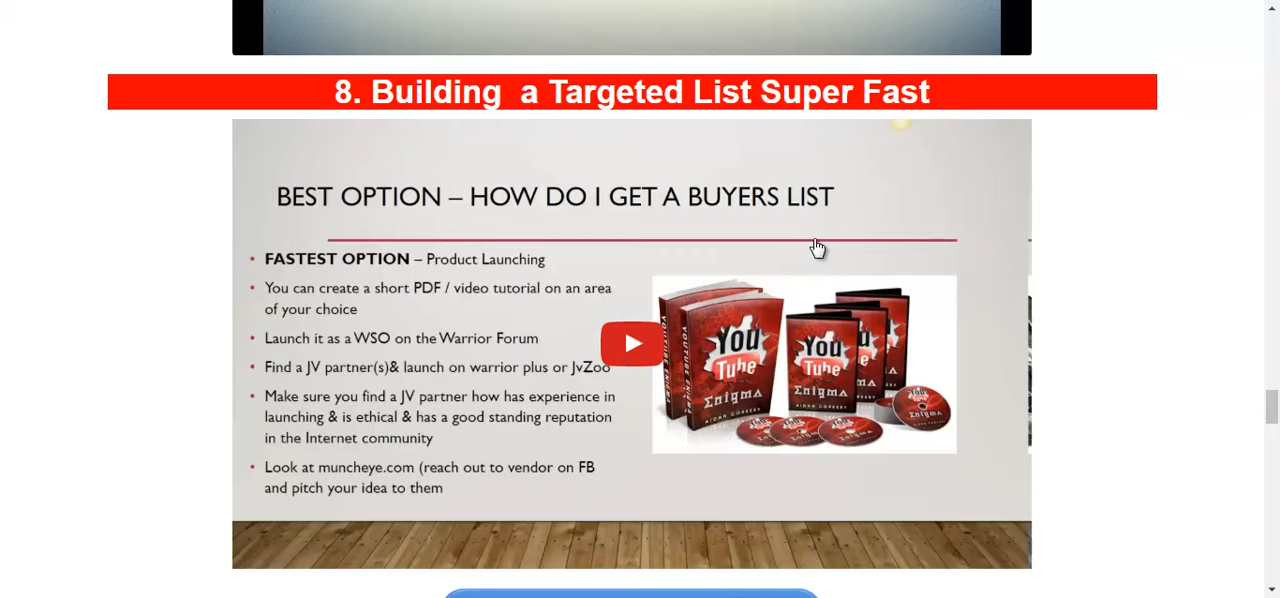 8. Building  a Targeted List Super Fast
BEST OPTION – HOW DO I GET A BUYERS LIST
• FASTEST OPTION – Product Launching
• You can create a short PDF / video tutorial on an area
of your choice
• Launch it as a WSO on the Warrior Forum
• Find a JV partner(s)& launch on warrior plus or JvZoo
• Make sure you find a JV partner how has experience in
launching & is ethical & has a good standing reputation
in the Internet community
• Look at muncheye.com (reach out to vendor on FB
and pitch your idea to them
You
Tube
Enigma
AIDAN CORKERY
You
Tube
Enigma
AIDAN CORKERY